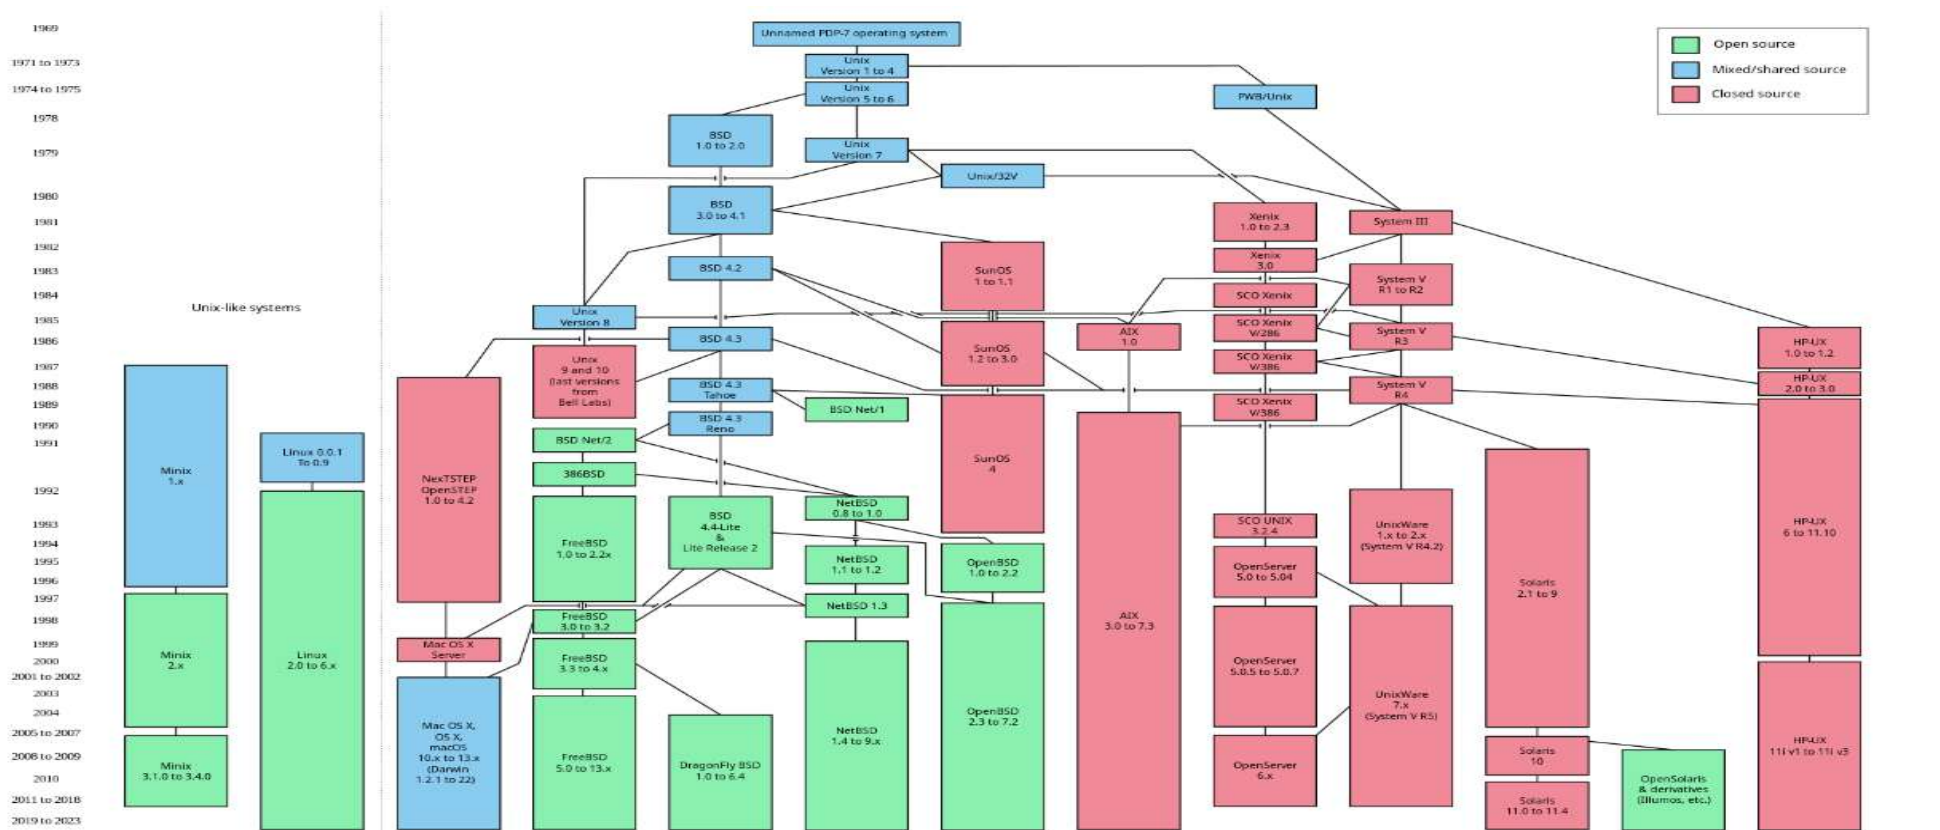 1969
1971 to 1973
1974 to 1975
1978
1979
1980
1981
1982
1983
1984
1985
1986
1987
1988
1989
1990
1991
1992
1993
1994
1995
1996
1997
1998
1999
2000
2001 to 2002
2003
2004
2005 to 2007
2008 to 2009
2010
2011 to 2018
2019 to 2023
Open source
Mixed/shared source
Closed source
Unix-like systems
Minix
1.x
Minix
2.x
Minix
3.1.0 to 3.4.0
Linux 0.0.1
To 0.9
Linux
2.0 to 6.x
NexTSTEP
OpenSTEP
1.0 to 4.2
Mac OS X
Server
Mac OS X,
OS X,
macOS
10.x to 13.x
(Darwin
1.2.1 to 22)
Unix
Version 8
Unix
9 and 10
(last versions
from
Bell Labs)
BSD Net/2
386BSD
FreeBSD
1.0 to 2.2x
FreeBSD
3.0 to 3.2
FreeBSD
3.3 to 4.x
FreeBSD
5.0 to 13.x
BSD
1.0 to 2.0
BSD
3.0 to 4.1
BSD 4.2
BSD 4.3
BSD 4.3
Tahoe
BSD 4.3
Reno
BSD
4.4-Lite
&
Lite Release 2
DragonFly BSD
1.0 to 6.4
Unnamed PDP-7 operating system
Unix
Version 1 to 4
Unix
Version 5 to 6
Unix
Version 7
BSD Net/1
NetBSD
0.8 to 1.0
NetBSD
1.1 to 1.2
NetBSD 1.3
NetBSD
1.4 to 9.x
Unix/32V
SunOS
1 to 1.1
SunOS
1.2 to 3.0
SunOS
4
OpenBSD
1.0 to 2.2
OpenBSD
2.3 to 7.2
AIX
1.0
AIX
3.0 to 7.3
PWB/Unix
Xenix
1.0 to 2.3
Xenix
3.0
SCO Xenix
SCO Xenix
V/286
SCO Xenix
V/386
SCO Xenix
V/386
SCO UNIX
3.2.4
OpenServer
5.0 to 5.04
OpenServer
5.0.5 to 5.0.7
OpenServer
6.x
System III
System V
R1 to R2
System V
R3
System V
R4
UnixWare
1.x to 2.x
(System V R4.2)
UnixWare
7.x
(System V R5)
Solaris
2.1 to 9
Solaris
10
Solaris
11.0 to 11.4
OpenSolaris
& derivatives
(Illumos, etc.)
HP-UX
1.0 to 1.2
HP-UX
2.0 to 3.0
HP-UX
6 to 11.10
HP-UX
11i v1 to 11i v3